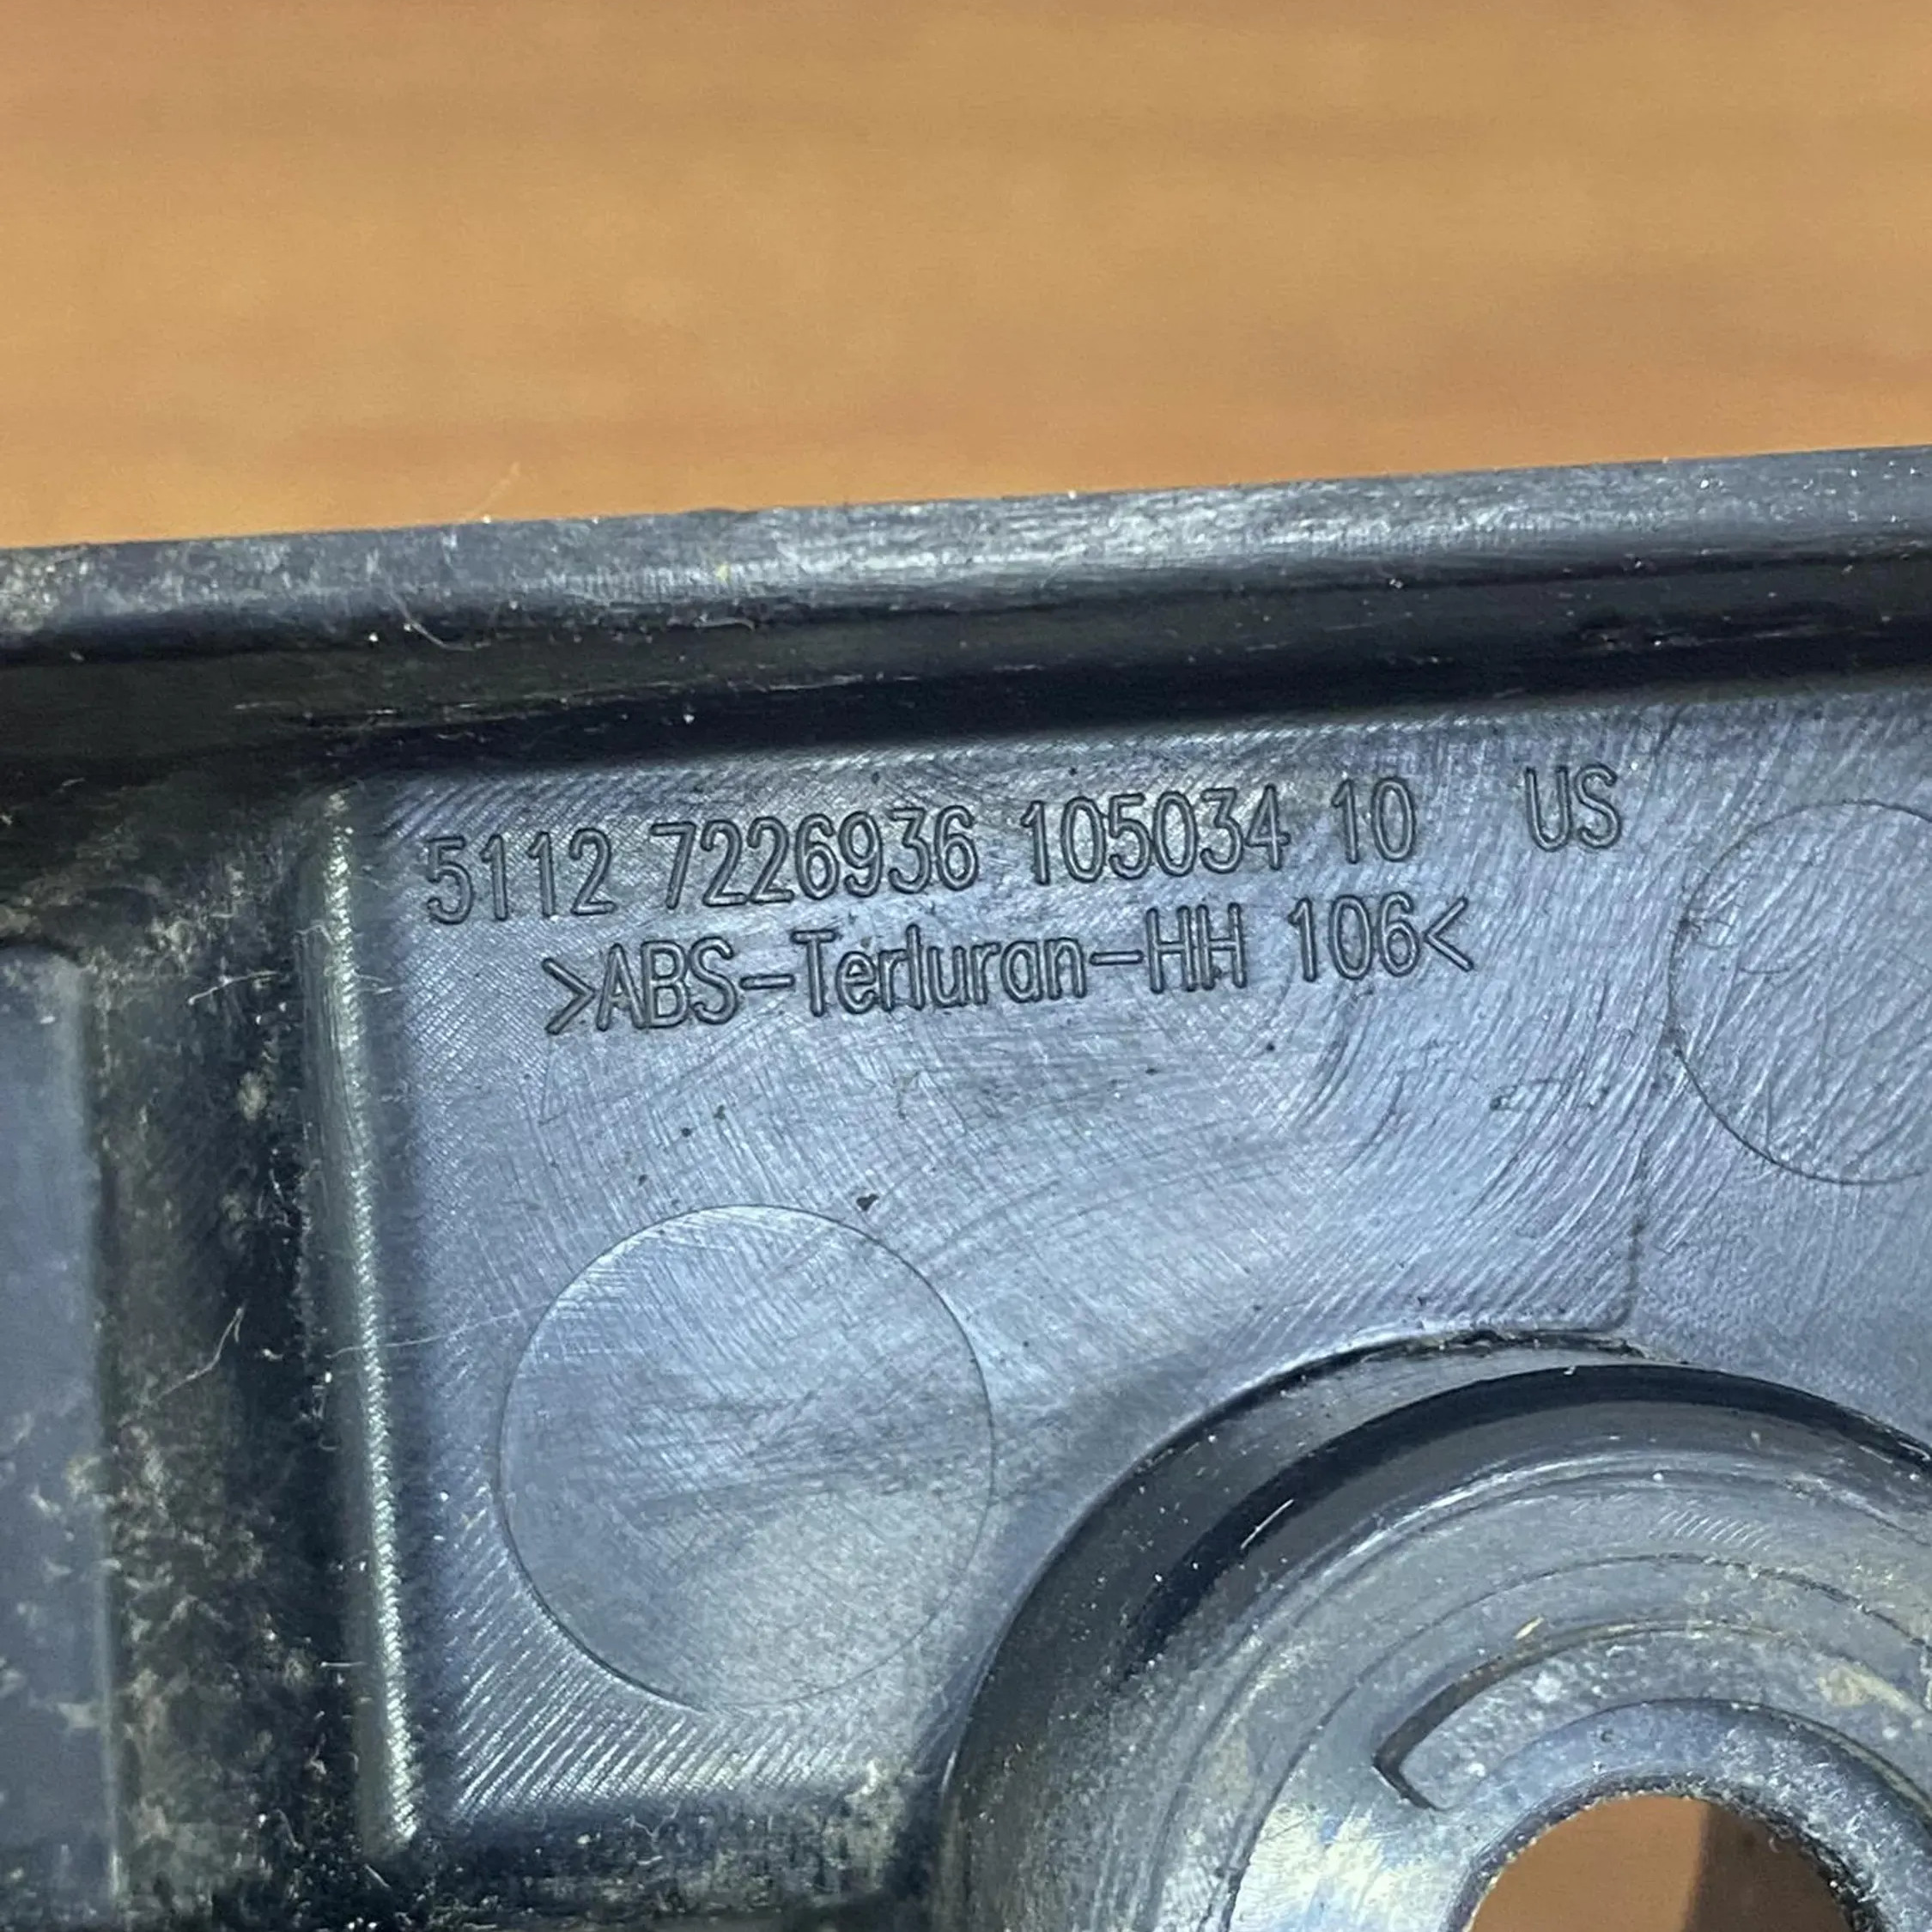 5112 7226936 105034 10 US
>ABS-Terluran-HH 106<